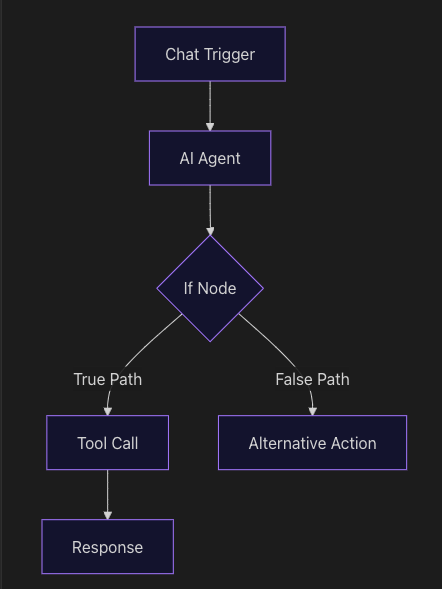 Chat Trigger
AI Agent
If Node
True Path
False Path
Tool Call
Alternative Action
Response